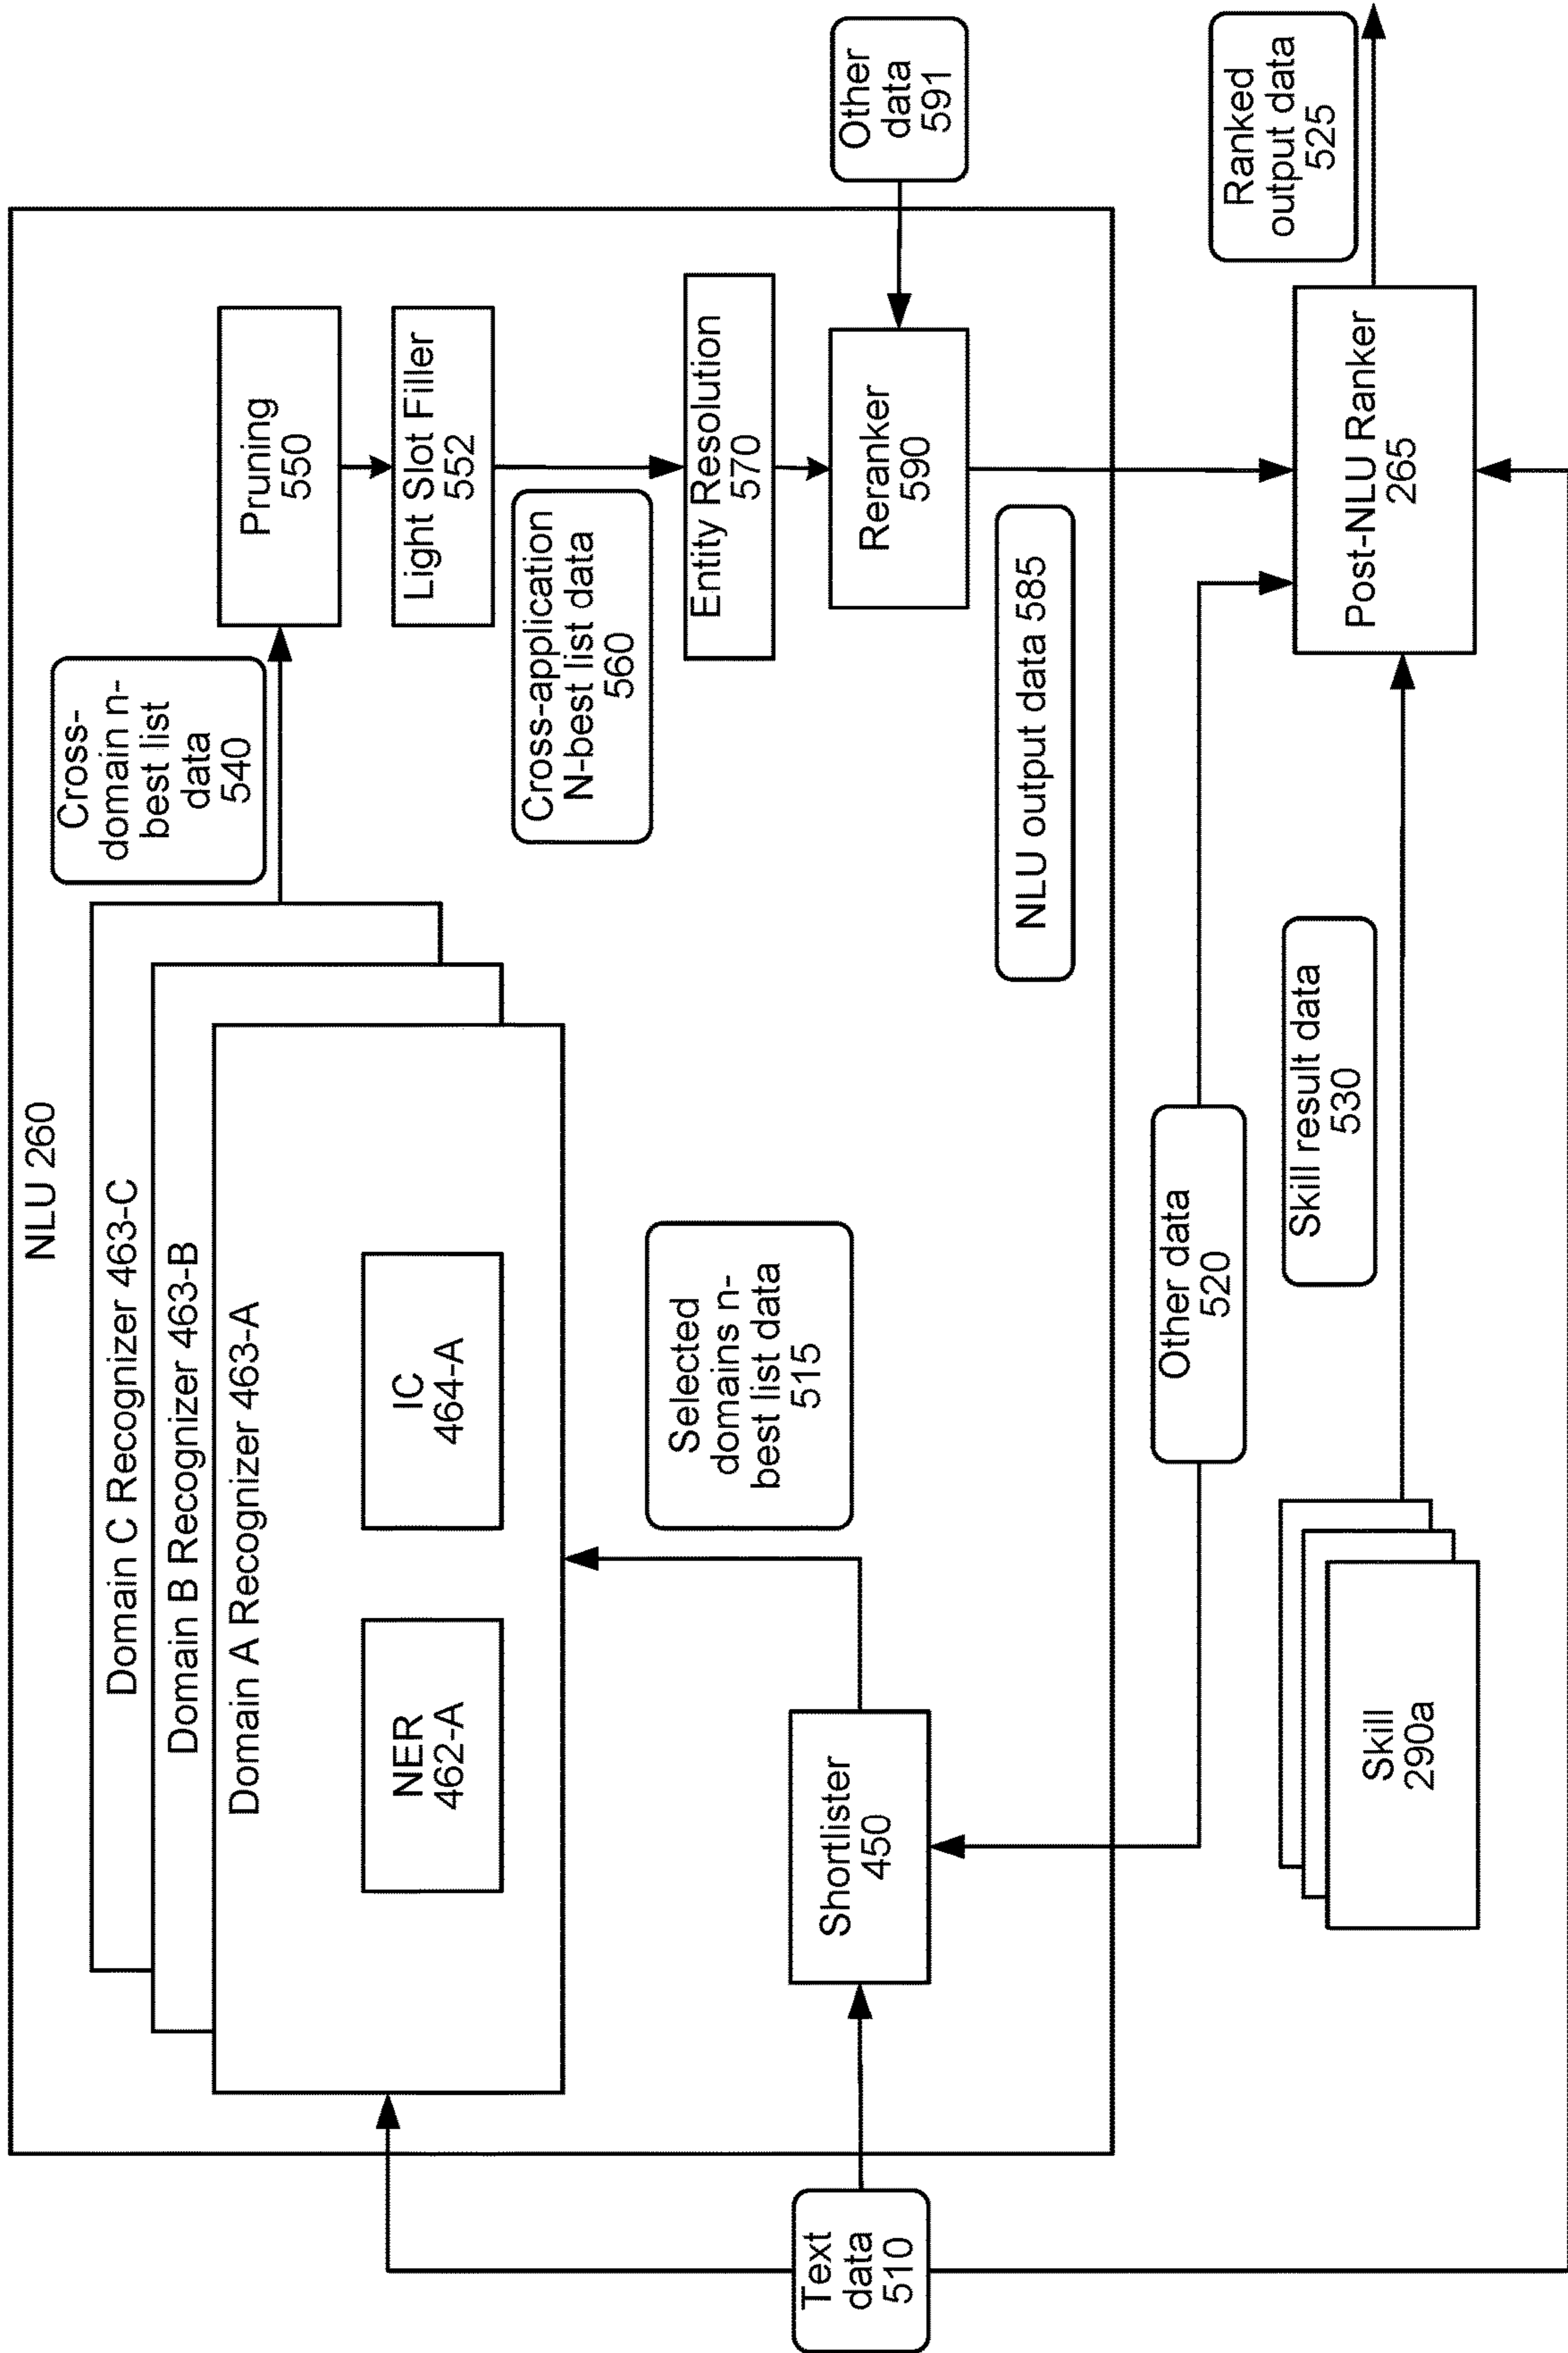 NLU 260
Domain C Recognizer 463-C
Domain B Recognizer 463-B
Domain A Recognizer 463-A
NER
462-A
IC
464-A
Cross-
domain n-
best list
data
540
Pruning
550
Light Slot Filler
552
Cross-application
N-best list data
560
Entity Resolution
570
Reranker
590
Other
data
591
NLU output data 585
Selected
domains n-
best list data
515
Shortlister
450
Text
data
510
Other data
520
Skill
290a
Skill result data
530
Post-NLU Ranker
265
Ranked
output data
525